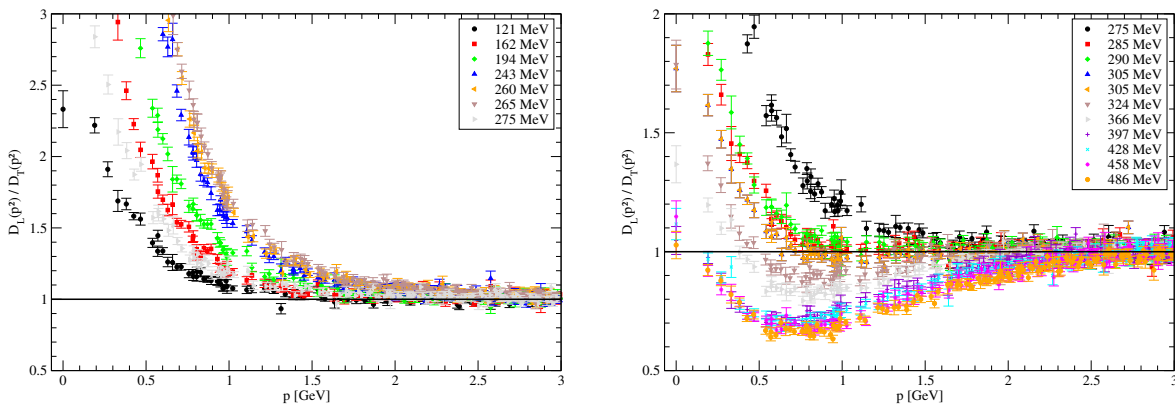 3
2.5
2
1.5
1
0.5
0
0.5
1
1.5
2
2.5
3
p [GeV]
D_L(p²) / D_T(p²)
121 MeV
162 MeV
194 MeV
243 MeV
260 MeV
265 MeV
275 MeV
2
1.5
1
0.5
0
0.5
1
1.5
2
2.5
3
p [GeV]
D_L(p²) / D_T(p²)
275 MeV
285 MeV
290 MeV
305 MeV
305 MeV
324 MeV
366 MeV
397 MeV
428 MeV
458 MeV
486 MeV